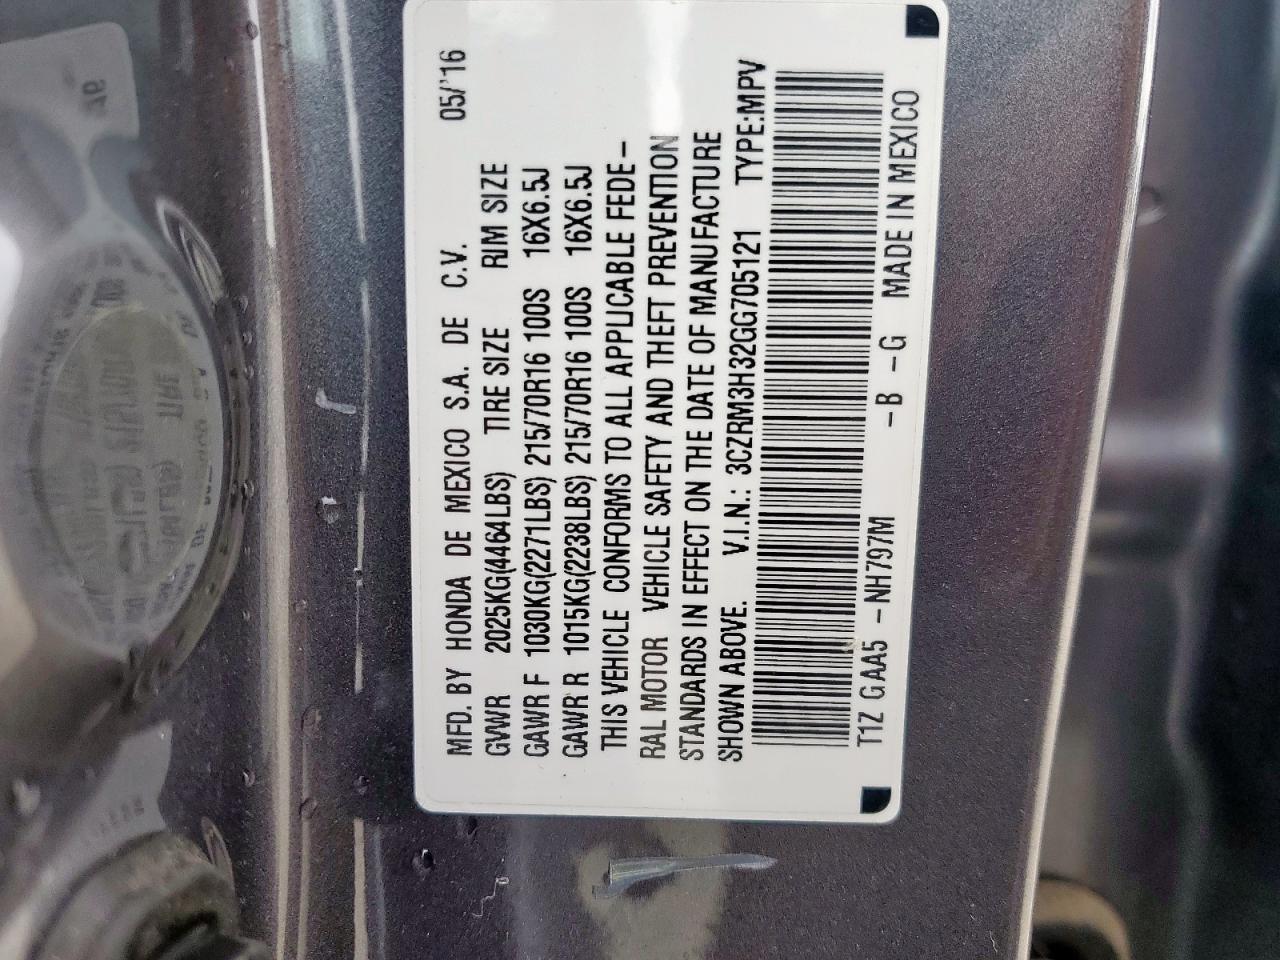 MFD. BY HONDA DE MEXICO S.A. DE C.V. 05/'16
GVWR 2025KG(4464LBS) TIRE SIZE RIM SIZE
GAWR F 1030KG(2271LBS) 215/70R16 100S 16X6.5J
GAWR R 1015KG(2238LBS) 215/70R16 100S 16X6.5J
THIS VEHICLE CONFORMS TO ALL APPLICABLE FEDE-
RAL MOTOR VEHICLE SAFETY AND THEFT PREVENTION
STANDARDS IN EFFECT ON THE DATE OF MANUFACTURE
SHOWN ABOVE. V.I.N.: 3CZRM3H32GG705121 TYPE:MPV
T1Z GAA5 -NH797M -B -G MADE IN MEXICO